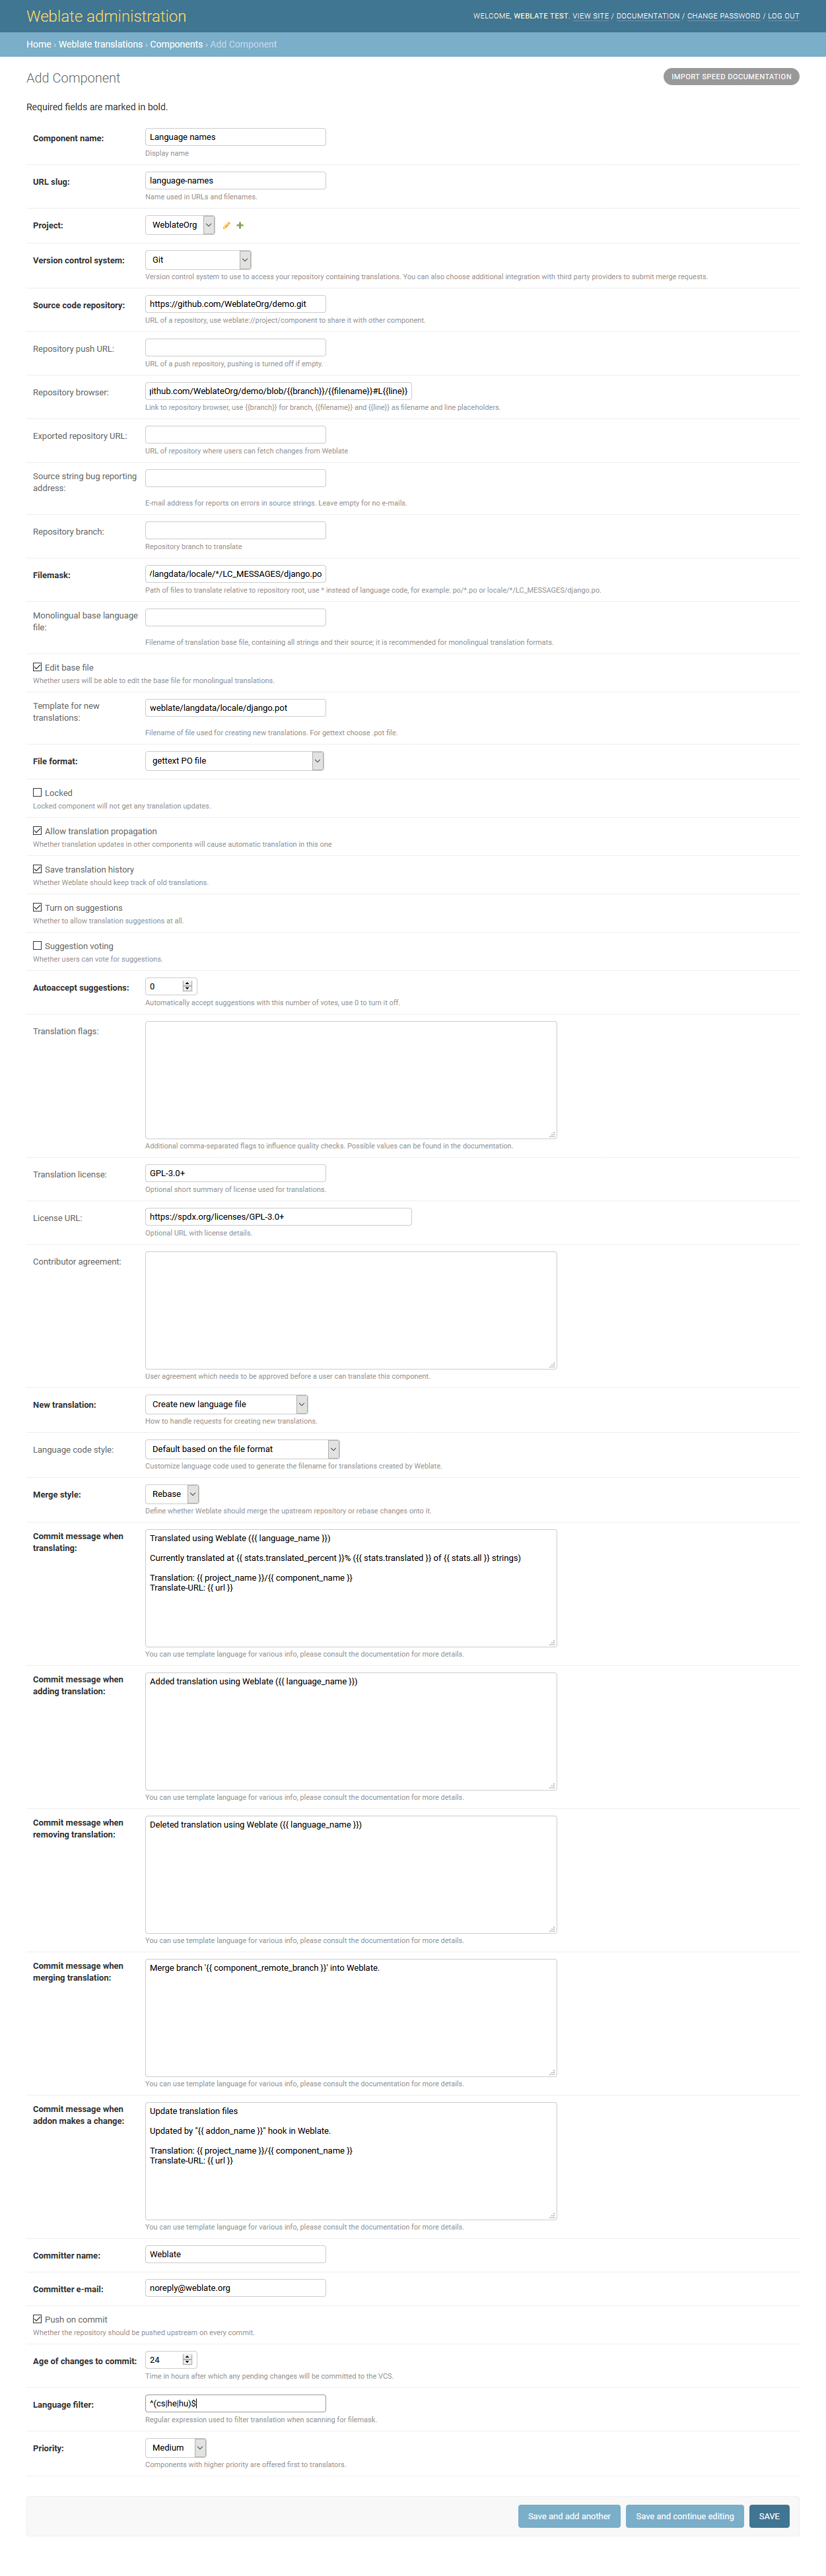 Weblate administration
WELCOME, WEBLATE TEST. VIEW SITE / DOCUMENTATION / CHANGE PASSWORD / LOG OUT
Home › Weblate translations › Components › Add Component
Add Component
IMPORT SPEED DOCUMENTATION
Required fields are marked in bold.
Component name:
Language names
Display name
URL slug:
language-names
Name used in URLs and filenames.
Project:
WeblateOrg
Version control system:
Git
Version control system to use to access your repository containing translations. You can also choose additional integration with third party providers to submit merge requests.
Source code repository:
https://github.com/WeblateOrg/demo.git
URL of a repository, use weblate://project/component to share it with other component.
Repository push URL:
URL of a push repository, pushing is turned off if empty.
Repository browser:
github.com/WeblateOrg/demo/blob/{{branch}}/{{filename}}#L{{line}}
Link to repository browser, use {{branch}} for branch, {{filename}} and {{line}} as filename and line placeholders.
Exported repository URL:
URL of repository where users can fetch changes from Weblate
Source string bug reporting
address:
E-mail address for reports on errors in source strings. Leave empty for no e-mails.
Repository branch:
Repository branch to translate
Filemask:
/langdata/locale/*/LC_MESSAGES/django.po
Path of files to translate relative to repository root, use * instead of language code, for example: po/*.po or locale/*/LC_MESSAGES/django.po.
Monolingual base language
file:
Filename of translation base file, containing all strings and their source; it is recommended for monolingual translation formats.
Edit base file
Whether users will be able to edit the base file for monolingual translations.
Template for new
translations:
weblate/langdata/locale/django.pot
Filename of file used for creating new translations. For gettext choose .pot file.
File format:
gettext PO file
Locked
Locked component will not get any translation updates.
Allow translation propagation
Whether translation updates in other components will cause automatic translation in this one
Save translation history
Whether Weblate should keep track of old translations.
Turn on suggestions
Whether to allow translation suggestions at all.
Suggestion voting
Whether users can vote for suggestions.
Autoaccept suggestions:
0
Automatically accept suggestions with this number of votes, use 0 to turn it off.
Translation flags:
Additional comma-separated flags to influence quality checks. Possible values can be found in the documentation.
Translation license:
GPL-3.0+
Optional short summary of license used for translations.
License URL:
https://spdx.org/licenses/GPL-3.0+
Optional URL with license details.
Contributor agreement:
User agreement which needs to be approved before a user can translate this component.
New translation:
Create new language file
How to handle requests for creating new translations.
Language code style:
Default based on the file format
Customize language code used to generate the filename for translations created by Weblate.
Merge style:
Rebase
Define whether Weblate should merge the upstream repository or rebase changes onto it.
Commit message when
translating:
Translated using Weblate ({{ language_name }})
Currently translated at {{ stats.translated_percent }}% ({{ stats.translated }} of {{ stats.all }} strings)
Translation: {{ project_name }}/{{ component_name }}
Translate-URL: {{ url }}
You can use template language for various info, please consult the documentation for more details.
Commit message when
adding translation:
Added translation using Weblate ({{ language_name }})
You can use template language for various info, please consult the documentation for more details.
Commit message when
removing translation:
Deleted translation using Weblate ({{ language_name }})
You can use template language for various info, please consult the documentation for more details.
Commit message when
merging translation:
Merge branch '{{ component_remote_branch }}' into Weblate.
You can use template language for various info, please consult the documentation for more details.
Commit message when
addon makes a change:
Update translation files
Updated by "{{ addon_name }}" hook in Weblate.
Translation: {{ project_name }}/{{ component_name }}
Translate-URL: {{ url }}
You can use template language for various info, please consult the documentation for more details.
Committer name:
Weblate
Committer e-mail:
noreply@weblate.org
Push on commit
Whether the repository should be pushed upstream on every commit.
Age of changes to commit:
24
Time in hours after which any pending changes will be committed to the VCS.
Language filter:
^(cs|he|hu)$
Regular expression used to filter translation when scanning for filemask.
Priority:
Medium
Components with higher priority are offered first to translators.
Save and add another
Save and continue editing
SAVE